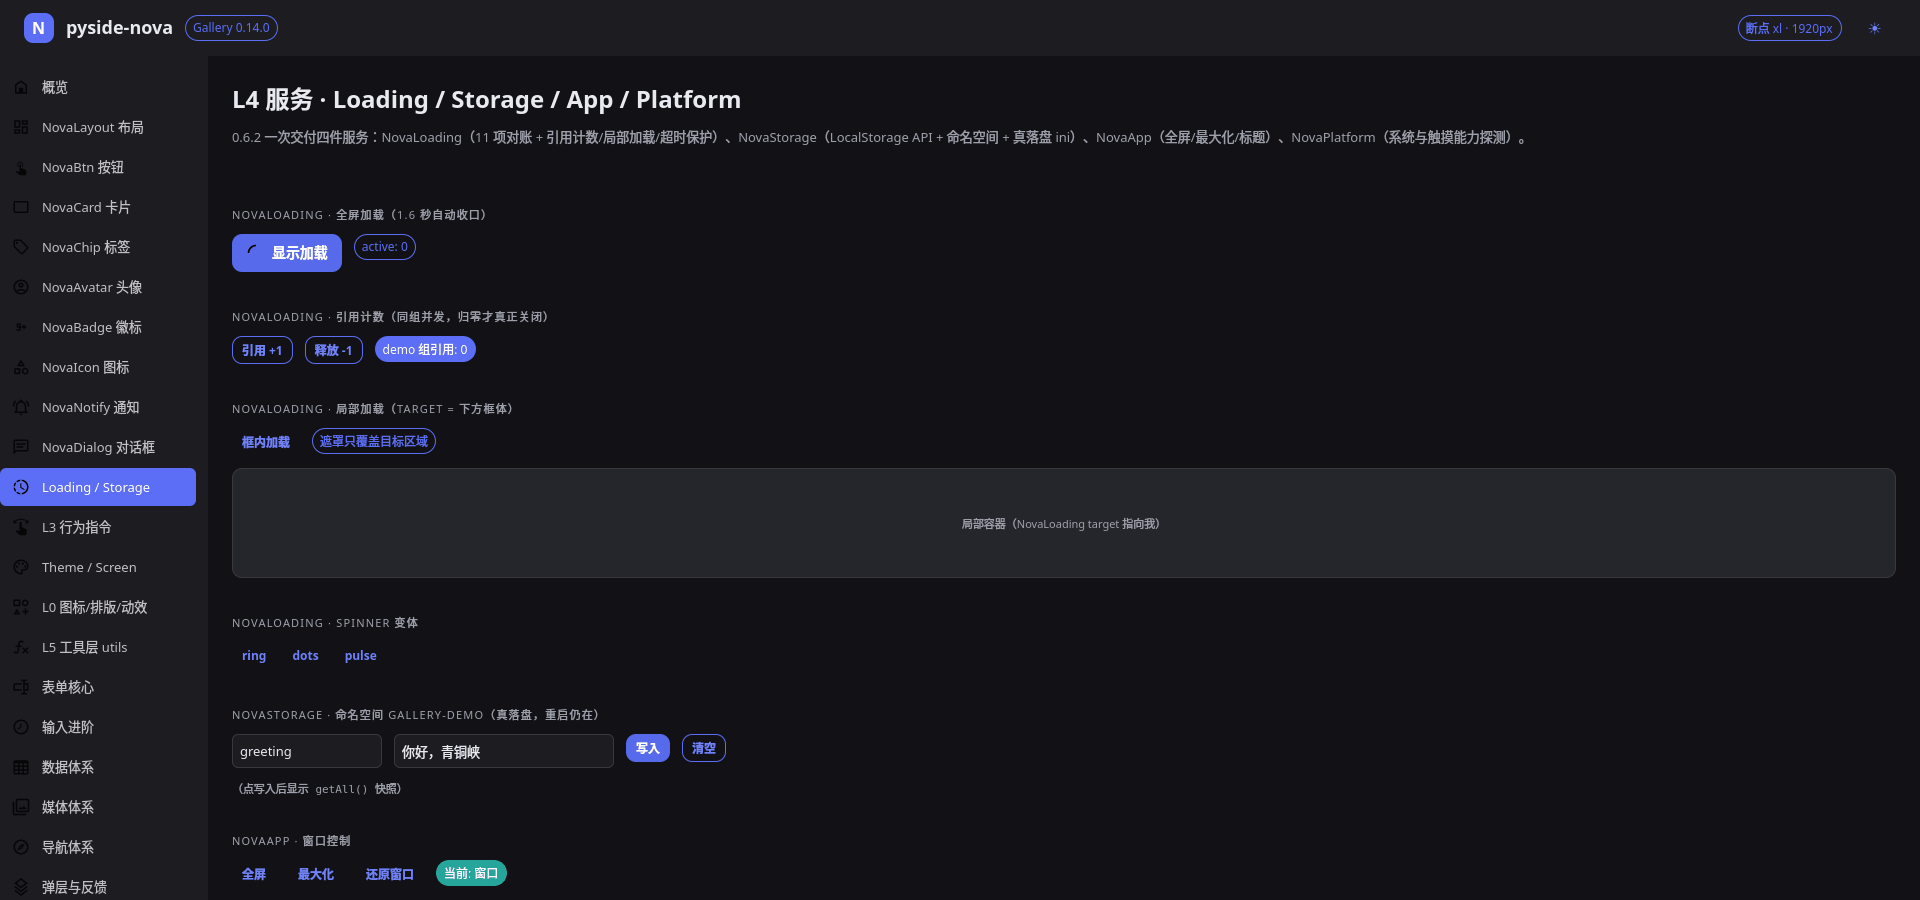 N pyside-nova Gallery 0.14.0 断点 xl · 1920px
概览
NovaLayout 布局
NovaBtn 按钮
NovaCard 卡片
NovaChip 标签
NovaAvatar 头像
9+ NovaBadge 徽标
NovaIcon 图标
NovaNotify 通知
NovaDialog 对话框
Loading / Storage
L3 行为指令
Theme / Screen
L0 图标/排版/动效
L5 工具层 utils
表单核心
输入进阶
数据体系
媒体体系
导航体系
弹层与反馈
L4 服务 · Loading / Storage / App / Platform
0.6.2 一次交付四件服务：NovaLoading（11 项对账 + 引用计数/局部加载/超时保护）、NovaStorage（LocalStorage API + 命名空间 + 真落盘 ini）、NovaApp（全屏/最大化/标题）、NovaPlatform（系统与触摸能力探测）。
NOVALOADING · 全屏加载（1.6 秒自动收口）
显示加载 active: 0
NOVALOADING · 引用计数（同组并发，归零才真正关闭）
引用 +1 释放 -1 demo 组引用: 0
NOVALOADING · 局部加载（TARGET = 下方框体）
框内加载 遮罩只覆盖目标区域
局部容器（NovaLoading target 指向我）
NOVALOADING · SPINNER 变体
ring dots pulse
NOVASTORAGE · 命名空间 GALLERY-DEMO（真落盘，重启仍在）
greeting 你好，青铜峡 写入 清空
（点写入后显示 getAll() 快照）
NOVAAPP · 窗口控制
全屏 最大化 还原窗口 当前: 窗口